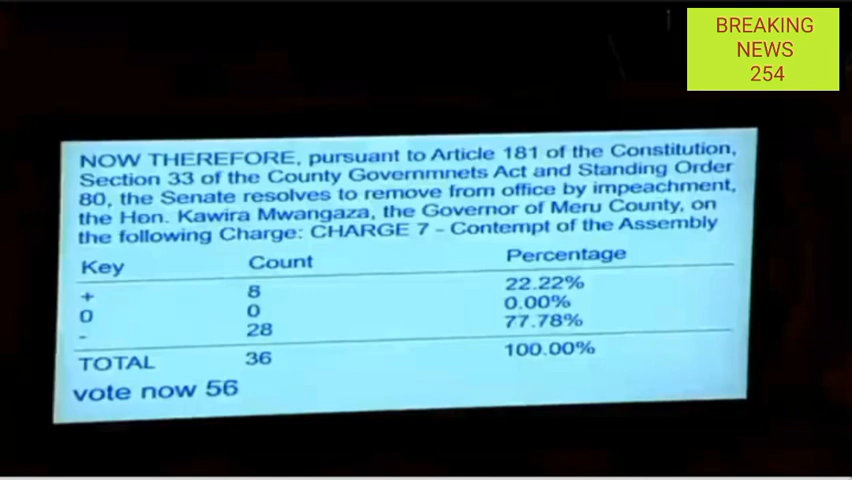 BREAKING
NEWS
254
NOW THEREFORE, pursuant to Article 181 of the Constitution,
Section 33 of the County Governmnets Act and Standing Order
80, the Senate resolves to remove from office by impeachment,
the Hon. Kawira Mwangaza, the Governor of Meru County, on
the following Charge: CHARGE 7 - Contempt of the Assembly
Key Count Percentage
+ 8 22.22%
0 0 0.00%
- 28 77.78%
TOTAL 36 100.00%
vote now 56